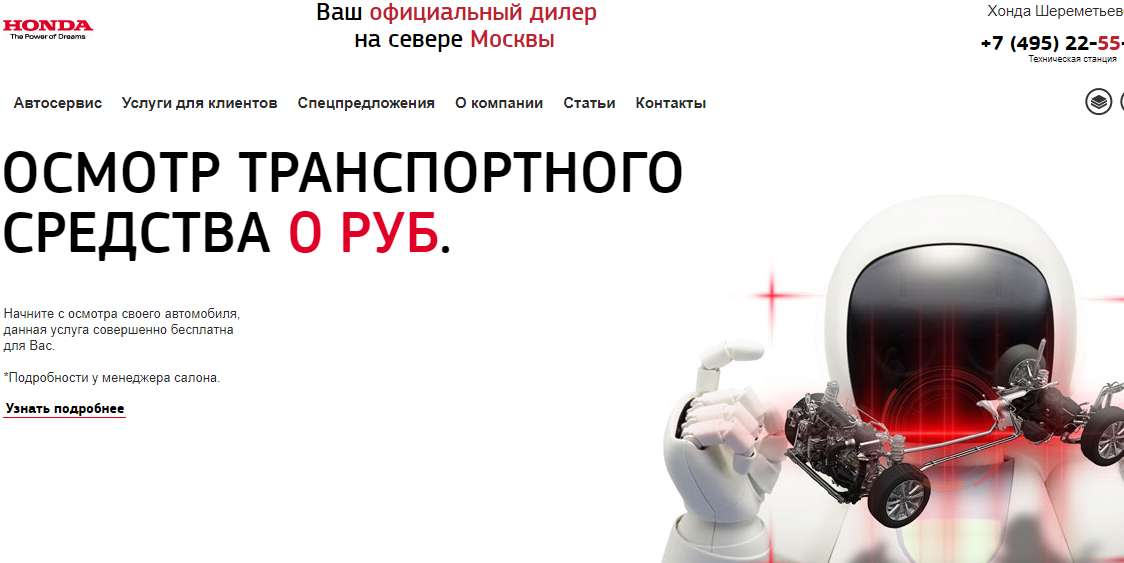 HONDA
The Power of Dreams
Ваш официальный дилер
на севере Москвы
Хонда Шереметьев
+7 (495) 22-55-
Техническая станция
Автосервис Услуги для клиентов Спецпредложения О компании Статьи Контакты
ОСМОТР ТРАНСПОРТНОГО
СРЕДСТВА 0 РУБ.
Начните с осмотра своего автомобиля,
данная услуга совершенно бесплатна
для Вас.
*Подробности у менеджера салона.
Узнать подробнее